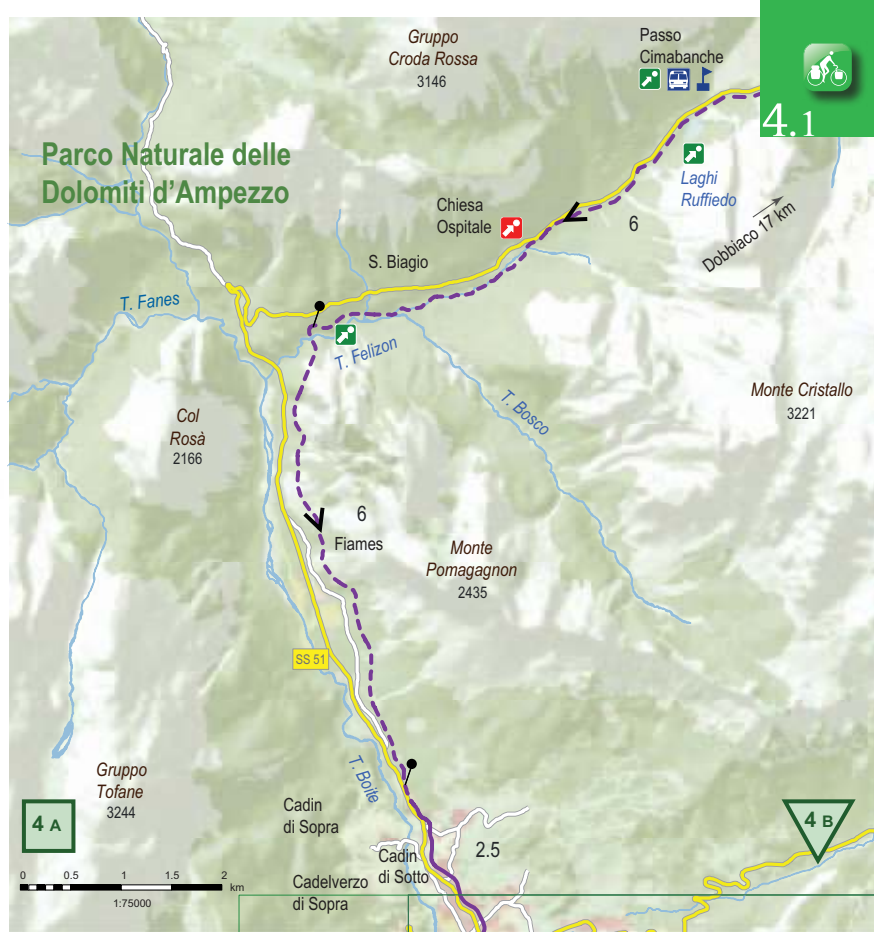 Gruppo
Croda Rossa
3146
Passo
Cimabanche
4.1
Parco Naturale delle
Dolomiti d'Ampezzo
Laghi
Ruffiedo
Chiesa
Ospitale
6
Dobbiaco 17 km
S. Biagio
T. Fanes
T. Felizon
T. Bosco
Monte Cristallo
3221
Col
Rosà
2166
6
Fiames
Monte
Pomagagnon
2435
SS 51
T. Boite
Gruppo
Tofane
3244
Cadin
di Sopra
4 A
4 B
2.5
Cadin
di Sotto
Cadelverzo
di Sopra
0 0.5 1 1.5 2 km
1:75000